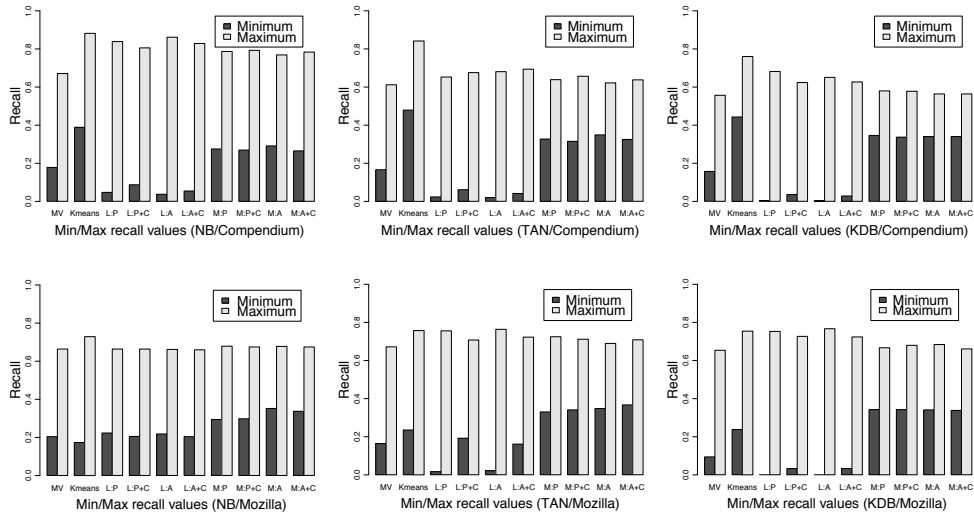 Minimum
Maximum
Recall
0.0 0.2 0.4 0.6 0.8 1.0
MV Kmeans L:P L:P+C L:A L:A+C M:P M:P+C M:A M:A+C
Min/Max recall values (NB/Compendium)
Minimum
Maximum
Recall
0.0 0.2 0.4 0.6 0.8 1.0
MV Kmeans L:P L:P+C L:A L:A+C M:P M:P+C M:A M:A+C
Min/Max recall values (TAN/Compendium)
Minimum
Maximum
Recall
0.0 0.2 0.4 0.6 0.8 1.0
MV Kmeans L:P L:P+C L:A L:A+C M:P M:P+C M:A M:A+C
Min/Max recall values (KDB/Compendium)
Minimum
Maximum
Recall
0.0 0.2 0.4 0.6 0.8 1.0
MV Kmeans L:P L:P+C L:A L:A+C M:P M:P+C M:A M:A+C
Min/Max recall values (NB/Mozilla)
Minimum
Maximum
Recall
0.0 0.2 0.4 0.6 0.8 1.0
MV Kmeans L:P L:P+C L:A L:A+C M:P M:P+C M:A M:A+C
Min/Max recall values (TAN/Mozilla)
Minimum
Maximum
Recall
0.0 0.2 0.4 0.6 0.8 1.0
MV Kmeans L:P L:P+C L:A L:A+C M:P M:P+C M:A M:A+C
Min/Max recall values (KDB/Mozilla)